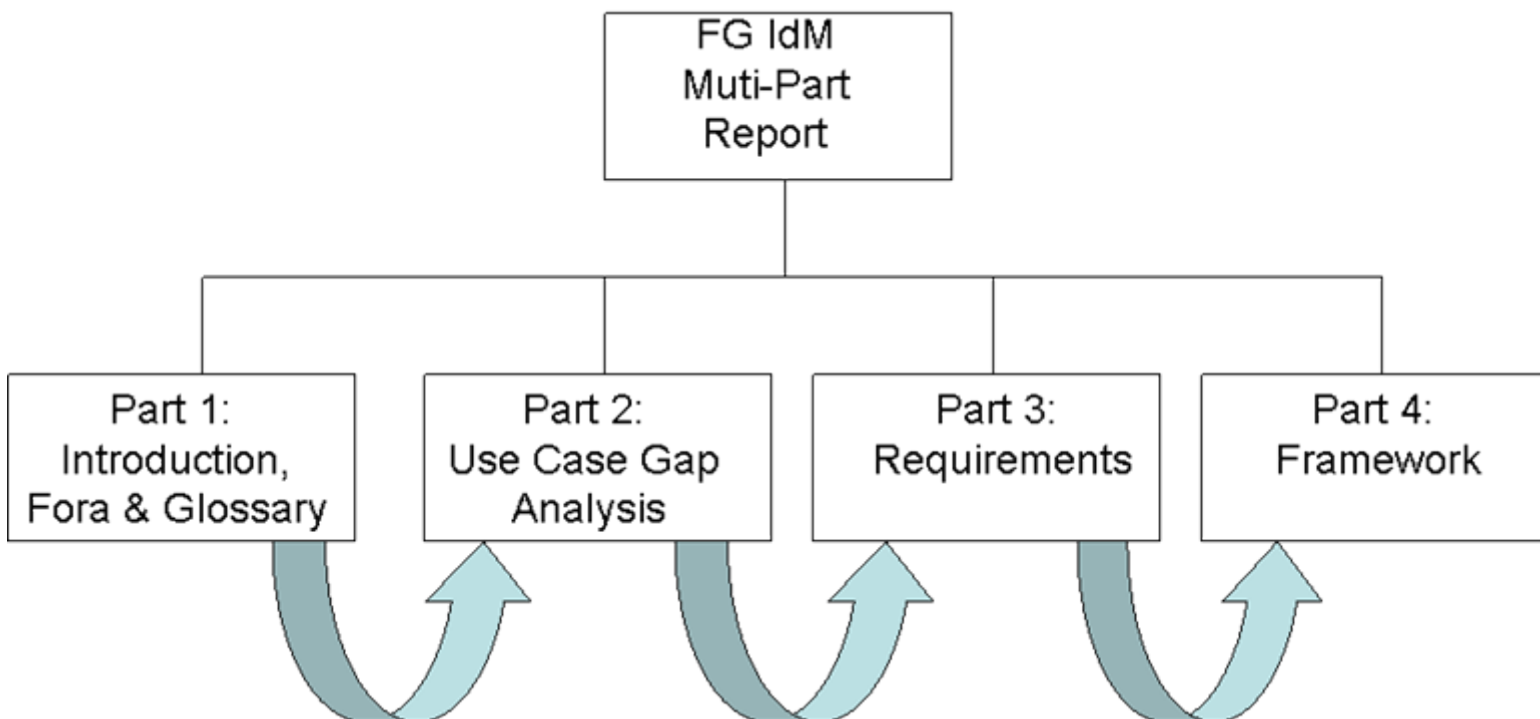 FG IdM
Muti-Part
Report
Part 1:
Introduction,
Fora & Glossary
Part 2:
Use Case Gap
Analysis
Part 3:
Requirements
Part 4:
Framework